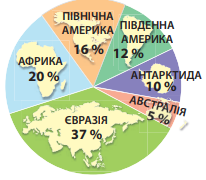 ПІВНІЧНА
АМЕРИКА
16 %
ПІВДЕННА
АМЕРИКА
12 %
АНТАРКТИДА
10 %
АВСТРАЛІЯ
5 %
АФРИКА
20 %
ЄВРАЗІЯ
37 %